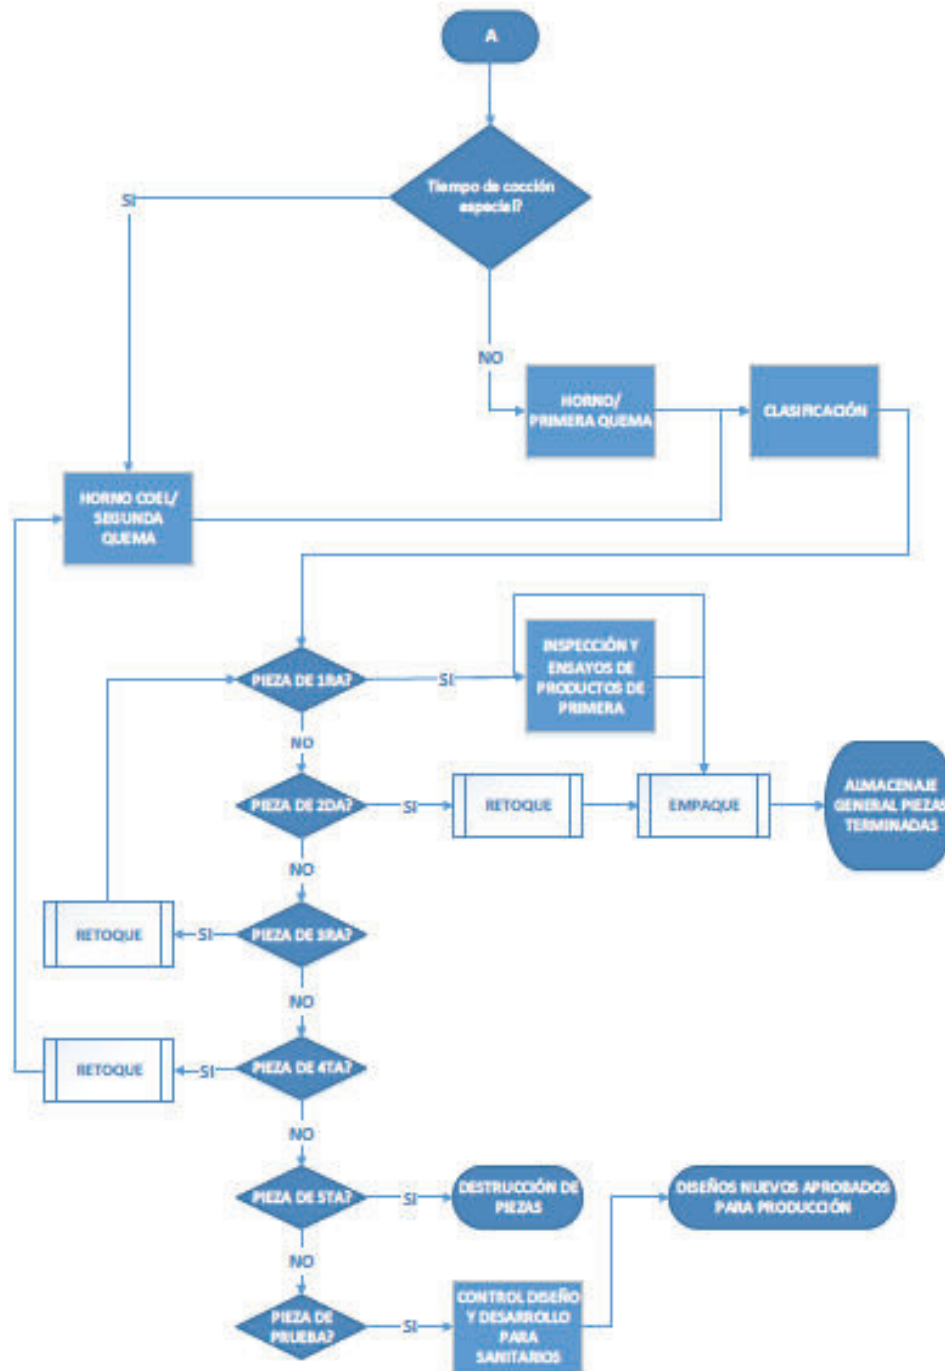 A
Tiempo de cocción
especial?
SI
NO
HORNO/
PRIMERA QUEMA
CLASIFICACIÓN
HORNO COEL/
SEGUNDA
QUEMA
PIEZA DE 1RA?
SI
INSPECCIÓN Y
ENSAYOS DE
PRODUCTOS DE
PRIMERA
NO
PIEZA DE 2DA?
SI
RETOQUE
EMPAQUE
ALMACENAJE
GENERAL PIEZAS
TERMINADAS
NO
RETOQUE
SI
PIEZA DE 3RA?
NO
RETOQUE
SI
PIEZA DE 4TA?
NO
PIEZA DE 5TA?
SI
DESTRUCCIÓN DE
PIEZAS
DISEÑOS NUEVOS APROBADOS
PARA PRODUCCIÓN
NO
PIEZA DE
PRUEBA?
SI
CONTROL DISEÑO
Y DESARROLLO
PARA
SANITARIOS